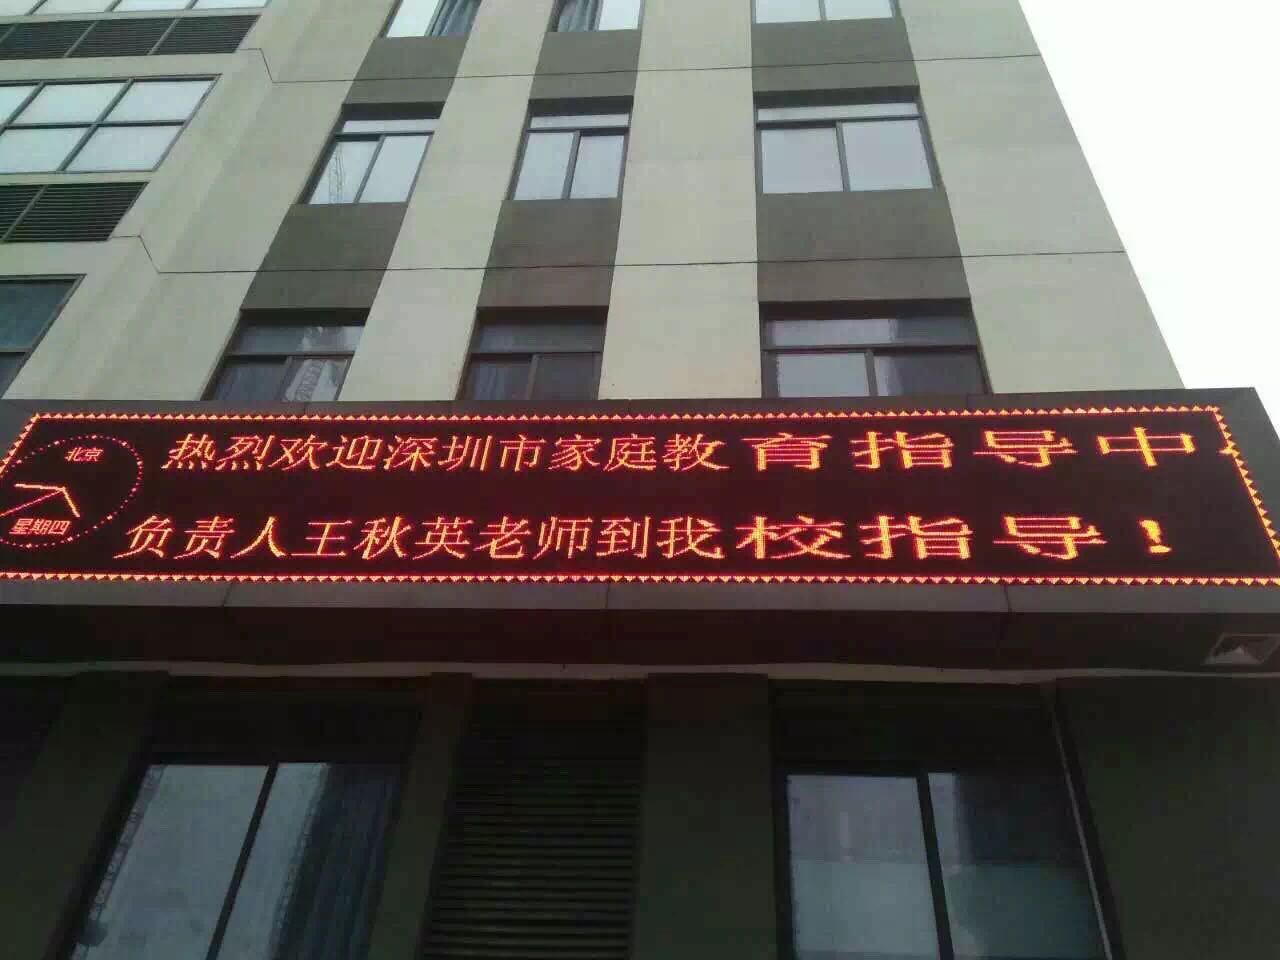 热烈欢迎深圳市家庭教育指导中
北京
星期四
负责人王秋英老师到我校指导！